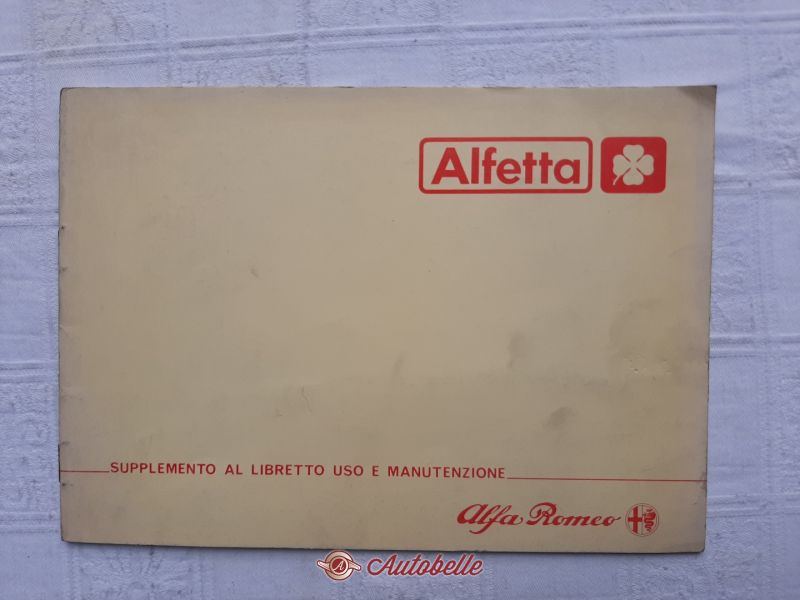 Alfetta
SUPPLEMENTO AL LIBRETTO USO E MANUTENZIONE
Alfa Romeo
Autobelle